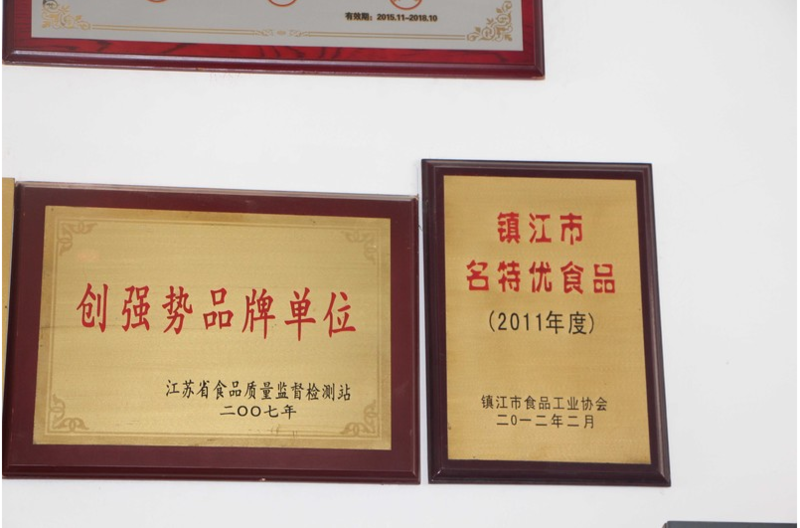 有效期：2015.11-2018.10
创强势品牌单位
江苏省食品质量监督检测站
二〇〇七年
镇江市
名特优食品
(2011年度)
镇江市食品工业协会
二〇一二年二月